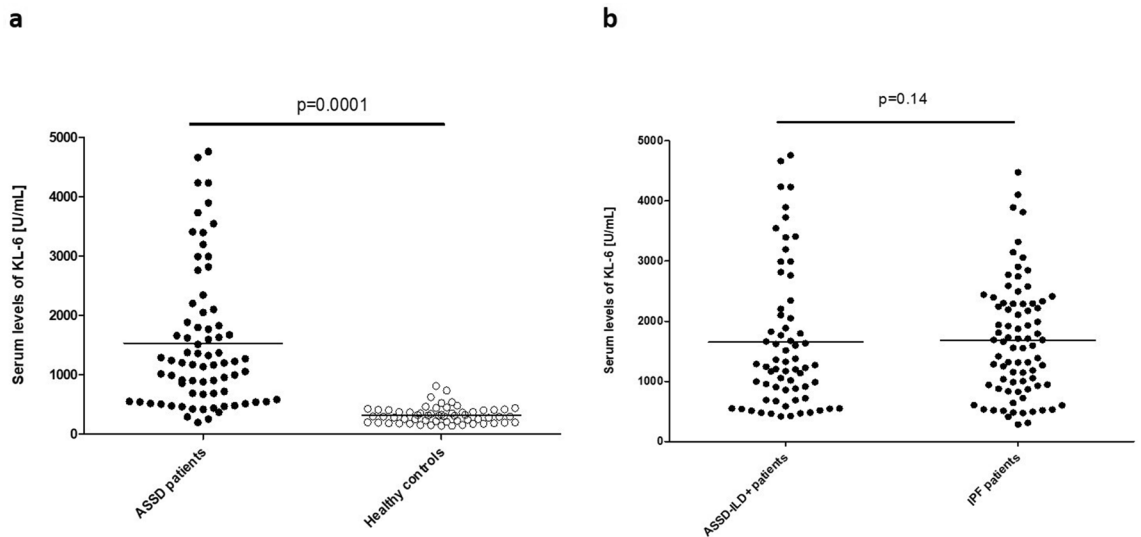 a
p=0.0001
Serum levels of KL-6 [U/mL]
5000
4000
3000
2000
1000
0
ASSD patients
Healthy controls
b
p=0.14
Serum levels of KL-6 [U/mL]
5000
4000
3000
2000
1000
0
ASSD-ILD+ patients
IPF patients